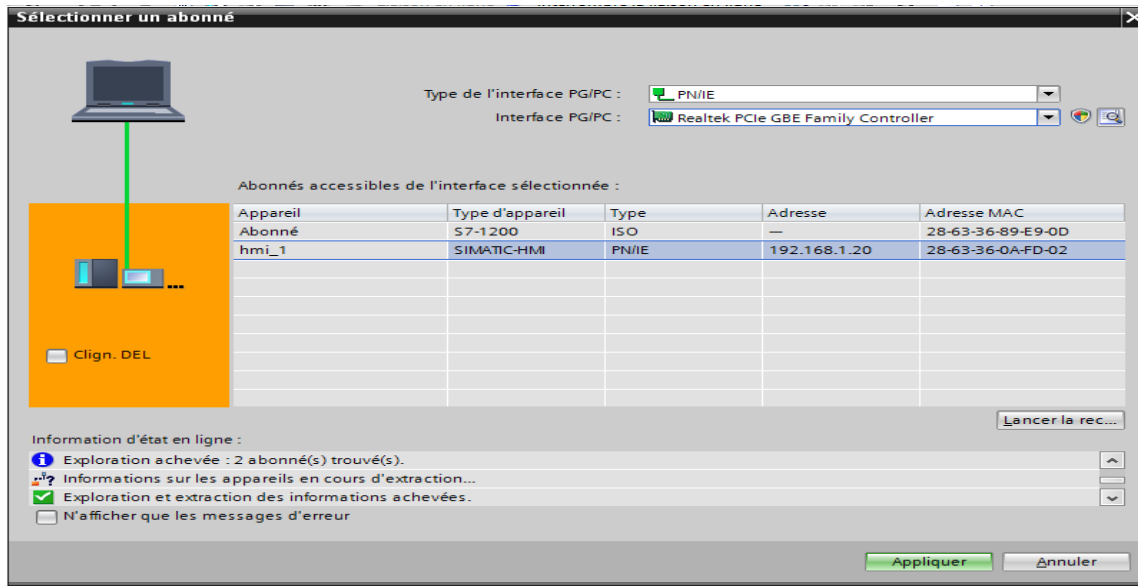 Sélectionner un abonné
Type de l'interface PG/PC : PN/IE
Interface PG/PC : Realtek PCIe GBE Family Controller
Abonnés accessibles de l'interface sélectionnée :
Appareil Type d'appareil Type Adresse Adresse MAC
Abonné S7-1200 ISO — 28-63-36-89-E9-0D
hmi_1 SIMATIC-HMI PN/IE 192.168.1.20 28-63-36-0A-FD-02
Clign. DEL
Lancer la rec...
Information d'état en ligne :
Exploration achevée : 2 abonné(s) trouvé(s).
Informations sur les appareils en cours d'extraction...
Exploration et extraction des informations achevées.
N'afficher que les messages d'erreur
Appliquer Annuler